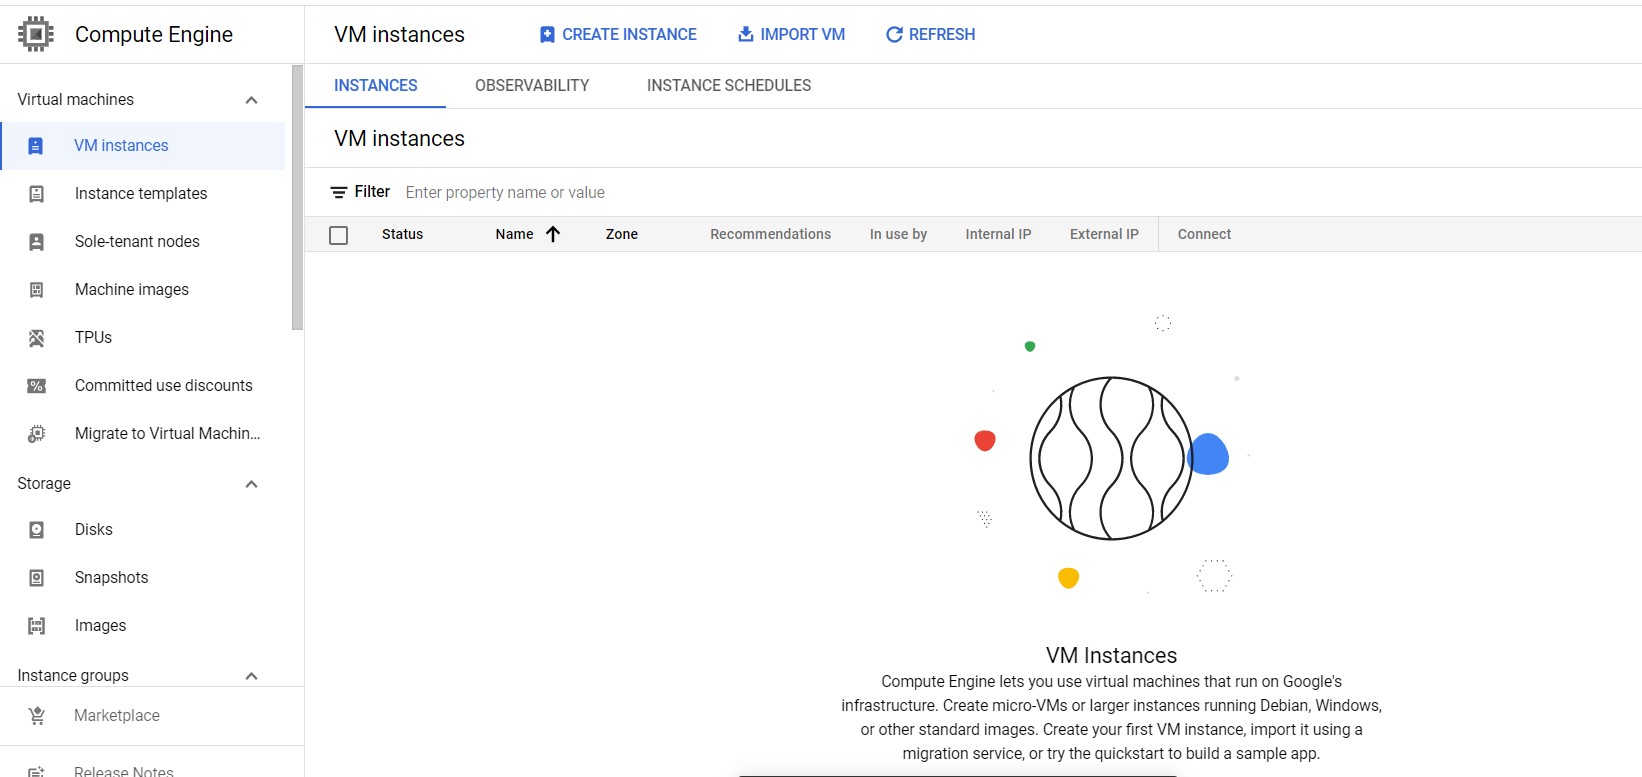 Compute Engine
VM instances
CREATE INSTANCE
IMPORT VM
REFRESH
Virtual machines
VM instances
Instance templates
Sole-tenant nodes
Machine images
TPUs
Committed use discounts
Migrate to Virtual Machin...
Storage
Disks
Snapshots
Images
Instance groups
Marketplace
Release Notes
INSTANCES
OBSERVABILITY
INSTANCE SCHEDULES
VM instances
Filter
Enter property name or value
Status
Name
Zone
Recommendations
In use by
Internal IP
External IP
Connect
VM Instances
Compute Engine lets you use virtual machines that run on Google's
infrastructure. Create micro-VMs or larger instances running Debian, Windows,
or other standard images. Create your first VM instance, import it using a
migration service, or try the quickstart to build a sample app.